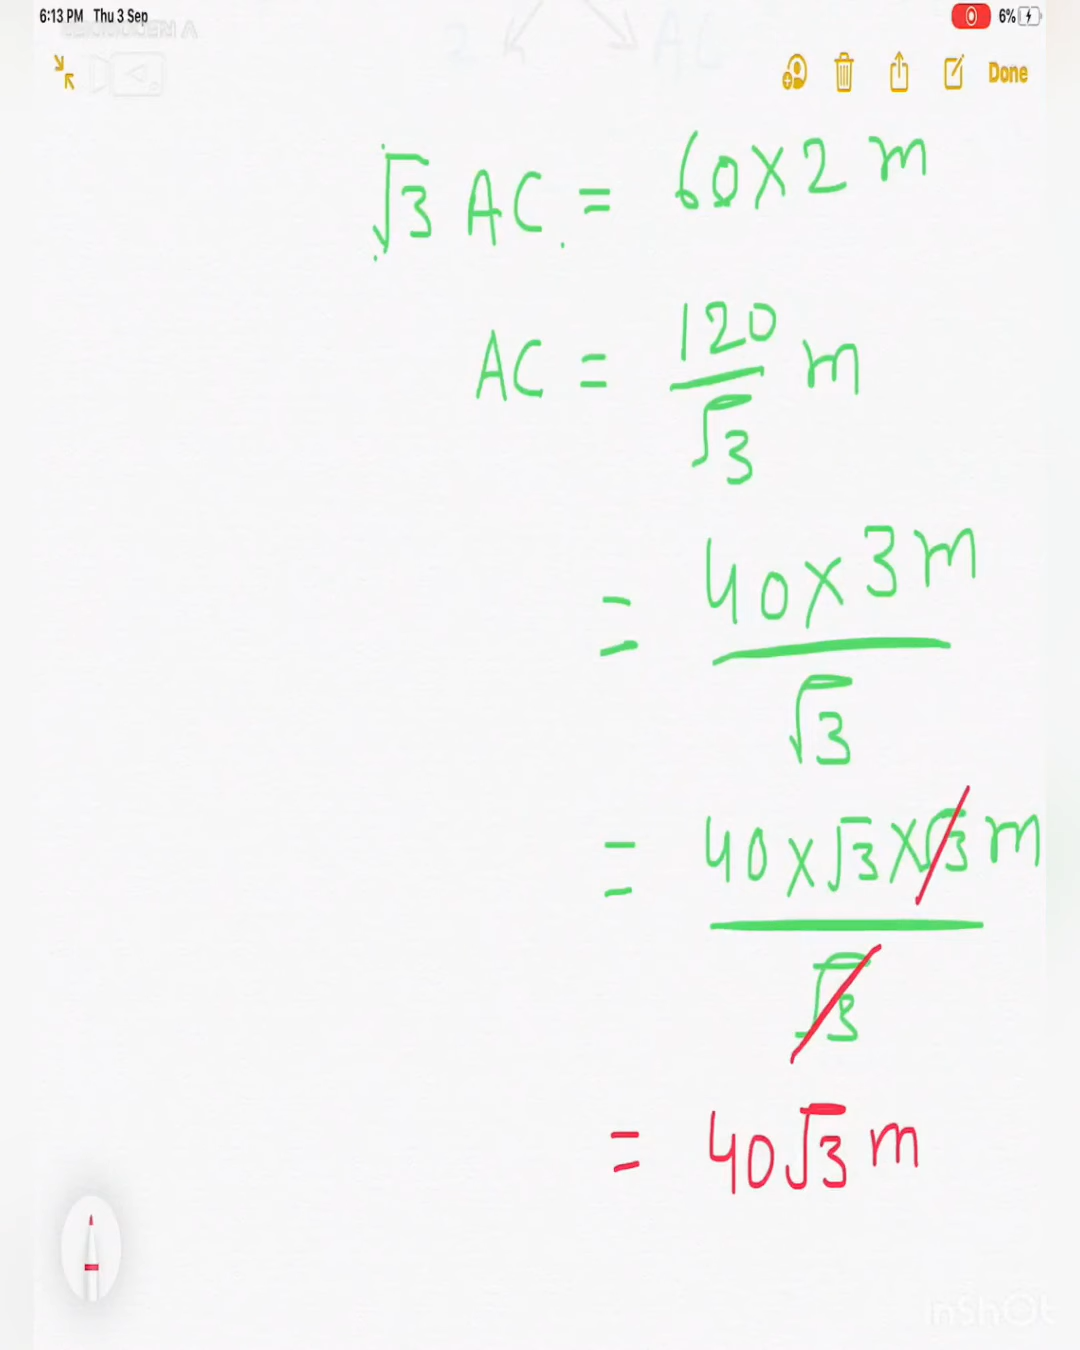 6:13 PM Thu 3 Sep 6%
Done
√3 AC = 60 × 2 m
AC = 120/√3 m
= 40 × 3 m/√3
= 40 × √3 × √3 m/√3
= 40√3 m
InShOt